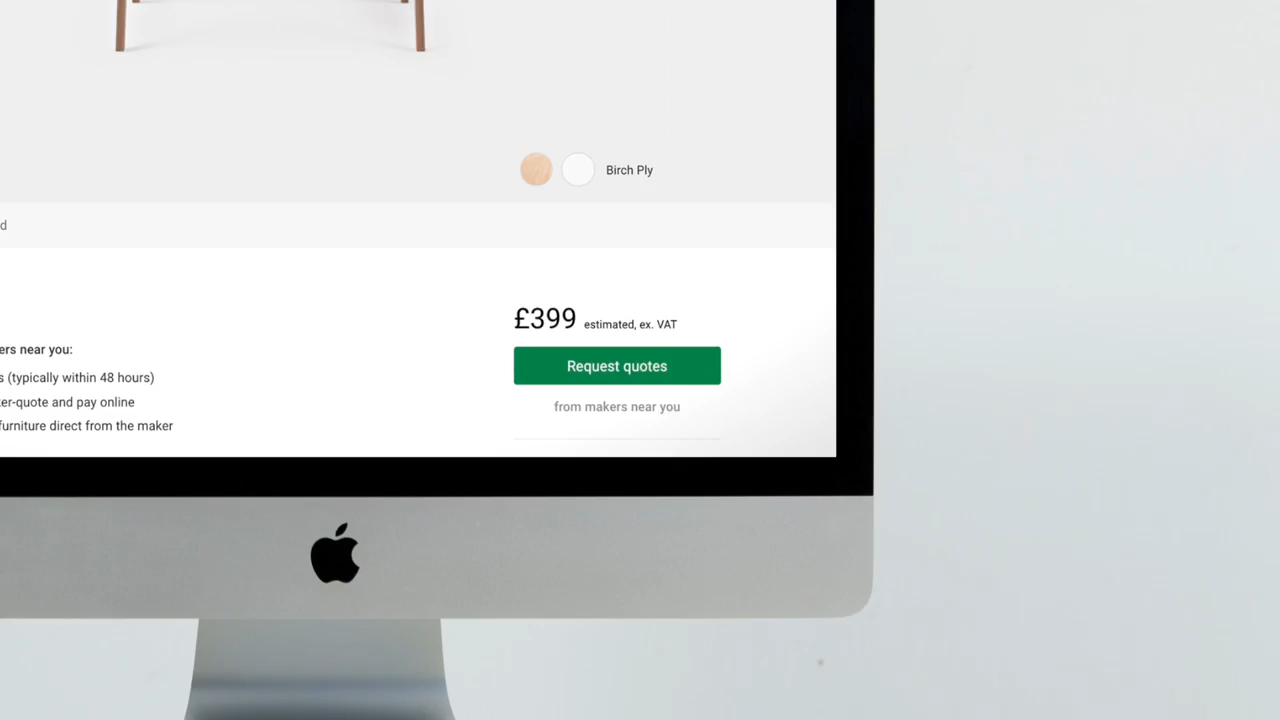 Birch Ply
d
£399 estimated, ex. VAT
ers near you:
Request quotes
s (typically within 48 hours)
er-quote and pay online
from makers near you
furniture direct from the maker